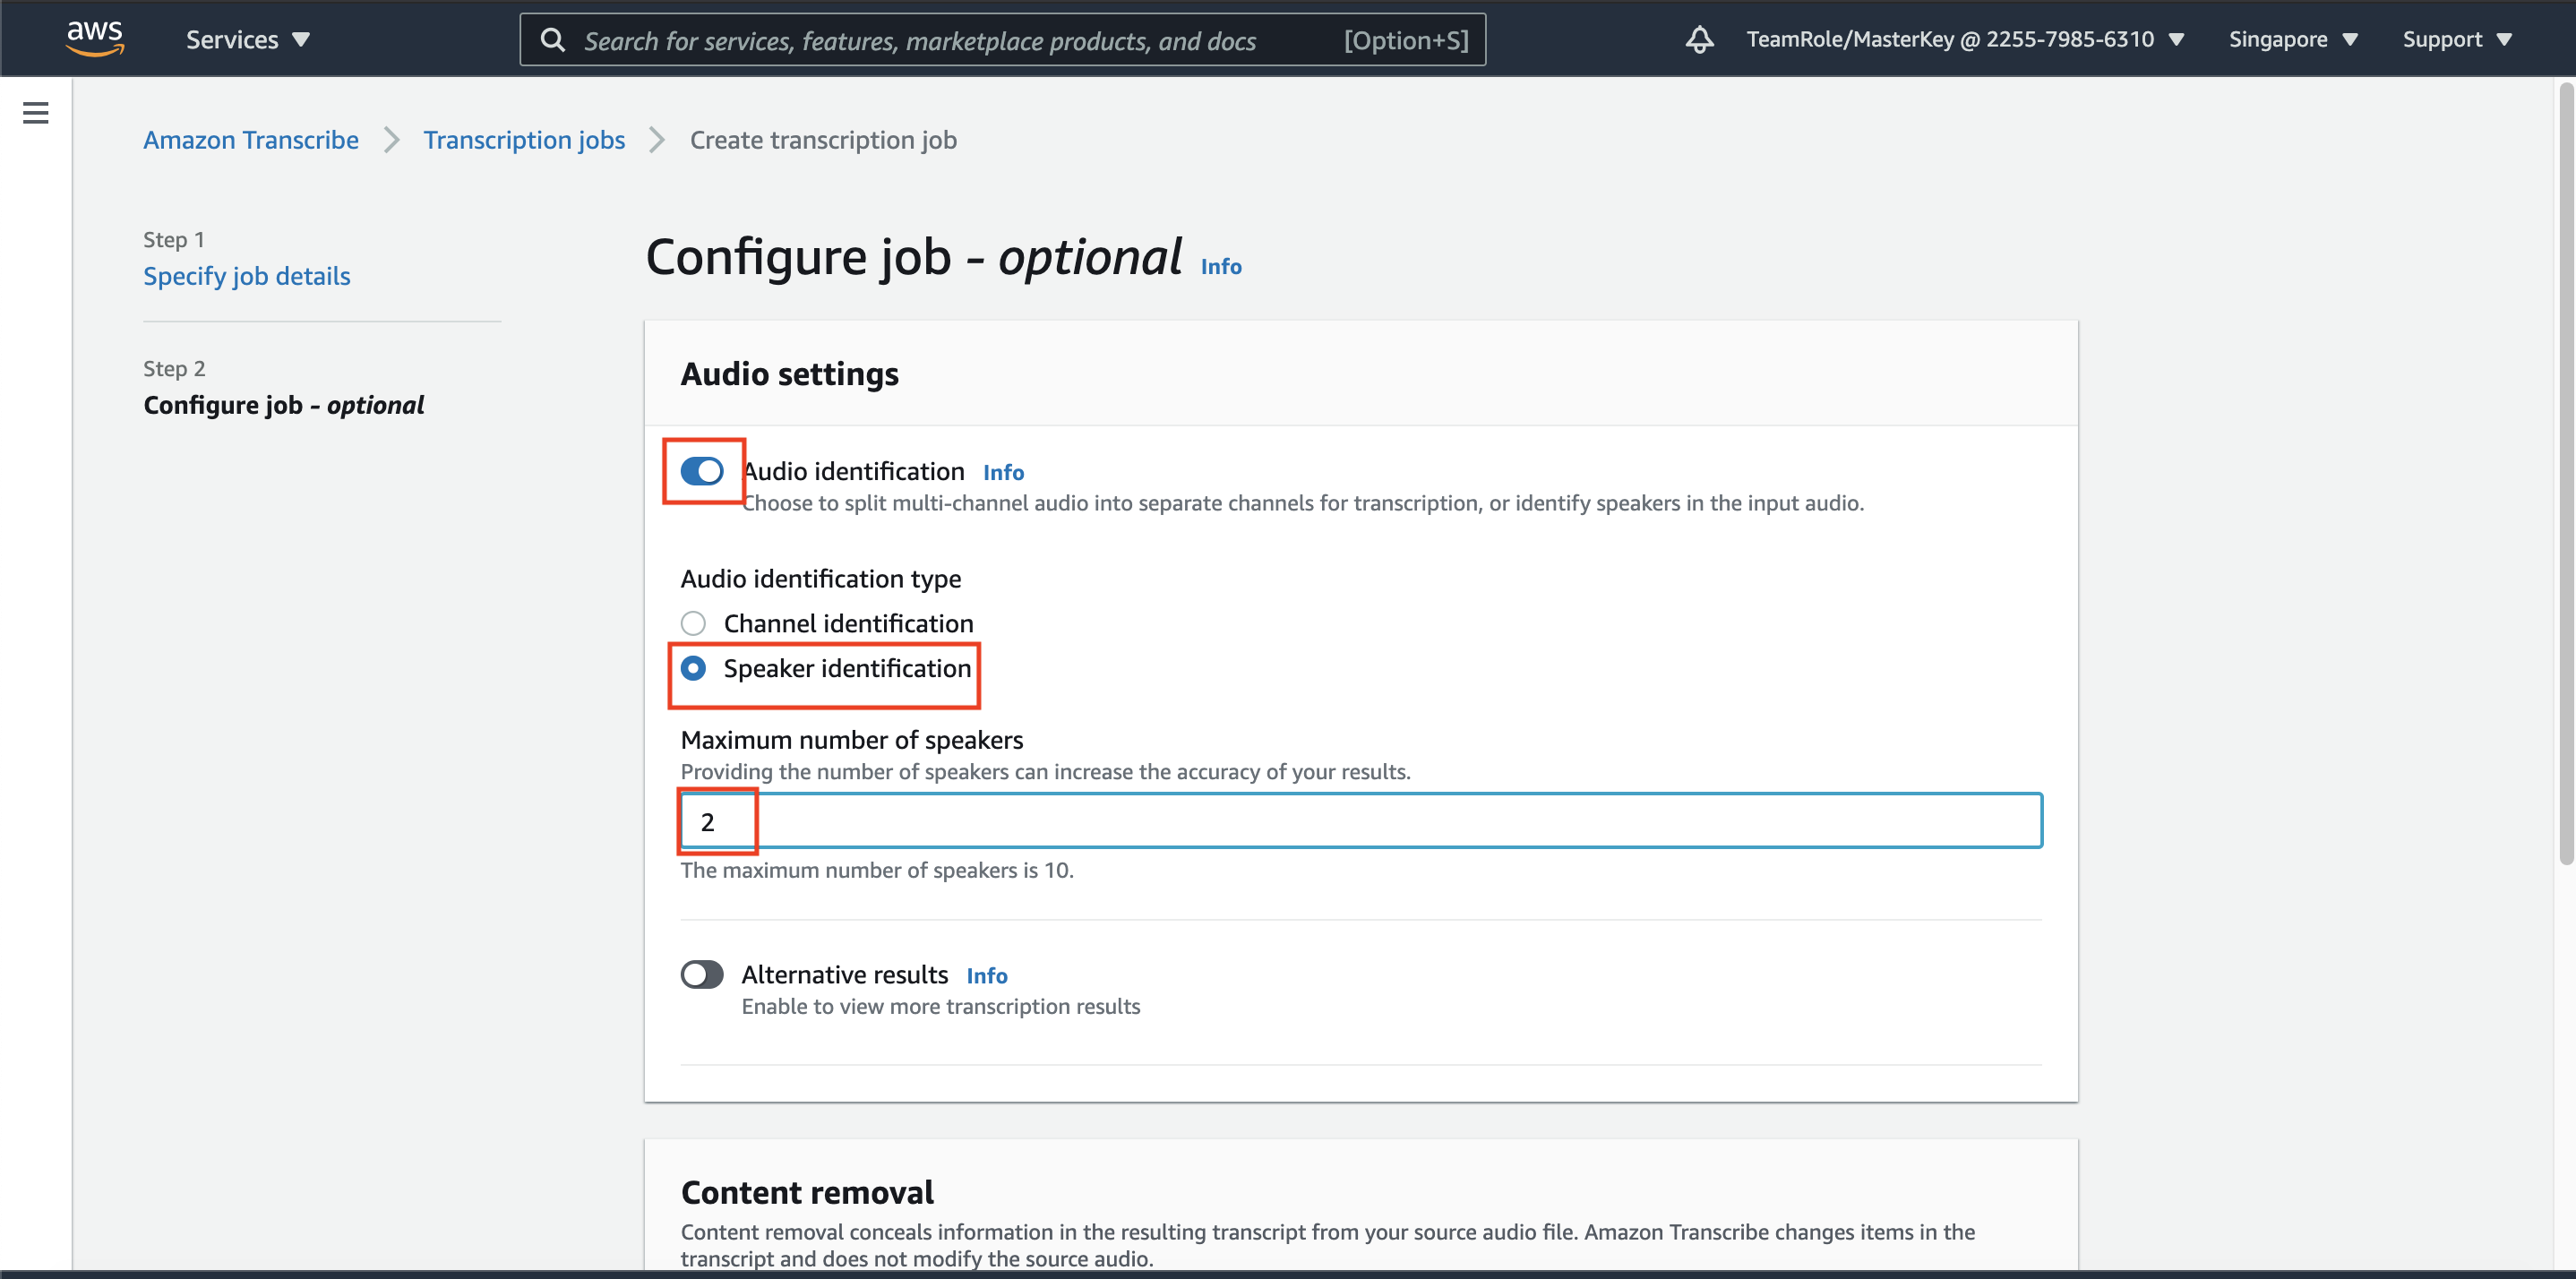 aws
Services
Search for services, features, marketplace products, and docs
[Option+S]
TeamRole/MasterKey @ 2255-7985-6310
Singapore
Support
Amazon Transcribe
Transcription jobs
Create transcription job
Step 1
Specify job details
Step 2
Configure job - optional
Configure job - optional Info
Audio settings
Audio identification Info
Choose to split multi-channel audio into separate channels for transcription, or identify speakers in the input audio.
Audio identification type
Channel identification
Speaker identification
Maximum number of speakers
Providing the number of speakers can increase the accuracy of your results.
2
The maximum number of speakers is 10.
Alternative results Info
Enable to view more transcription results
Content removal
Content removal conceals information in the resulting transcript from your source audio file. Amazon Transcribe changes items in the
transcript and does not modify the source audio.